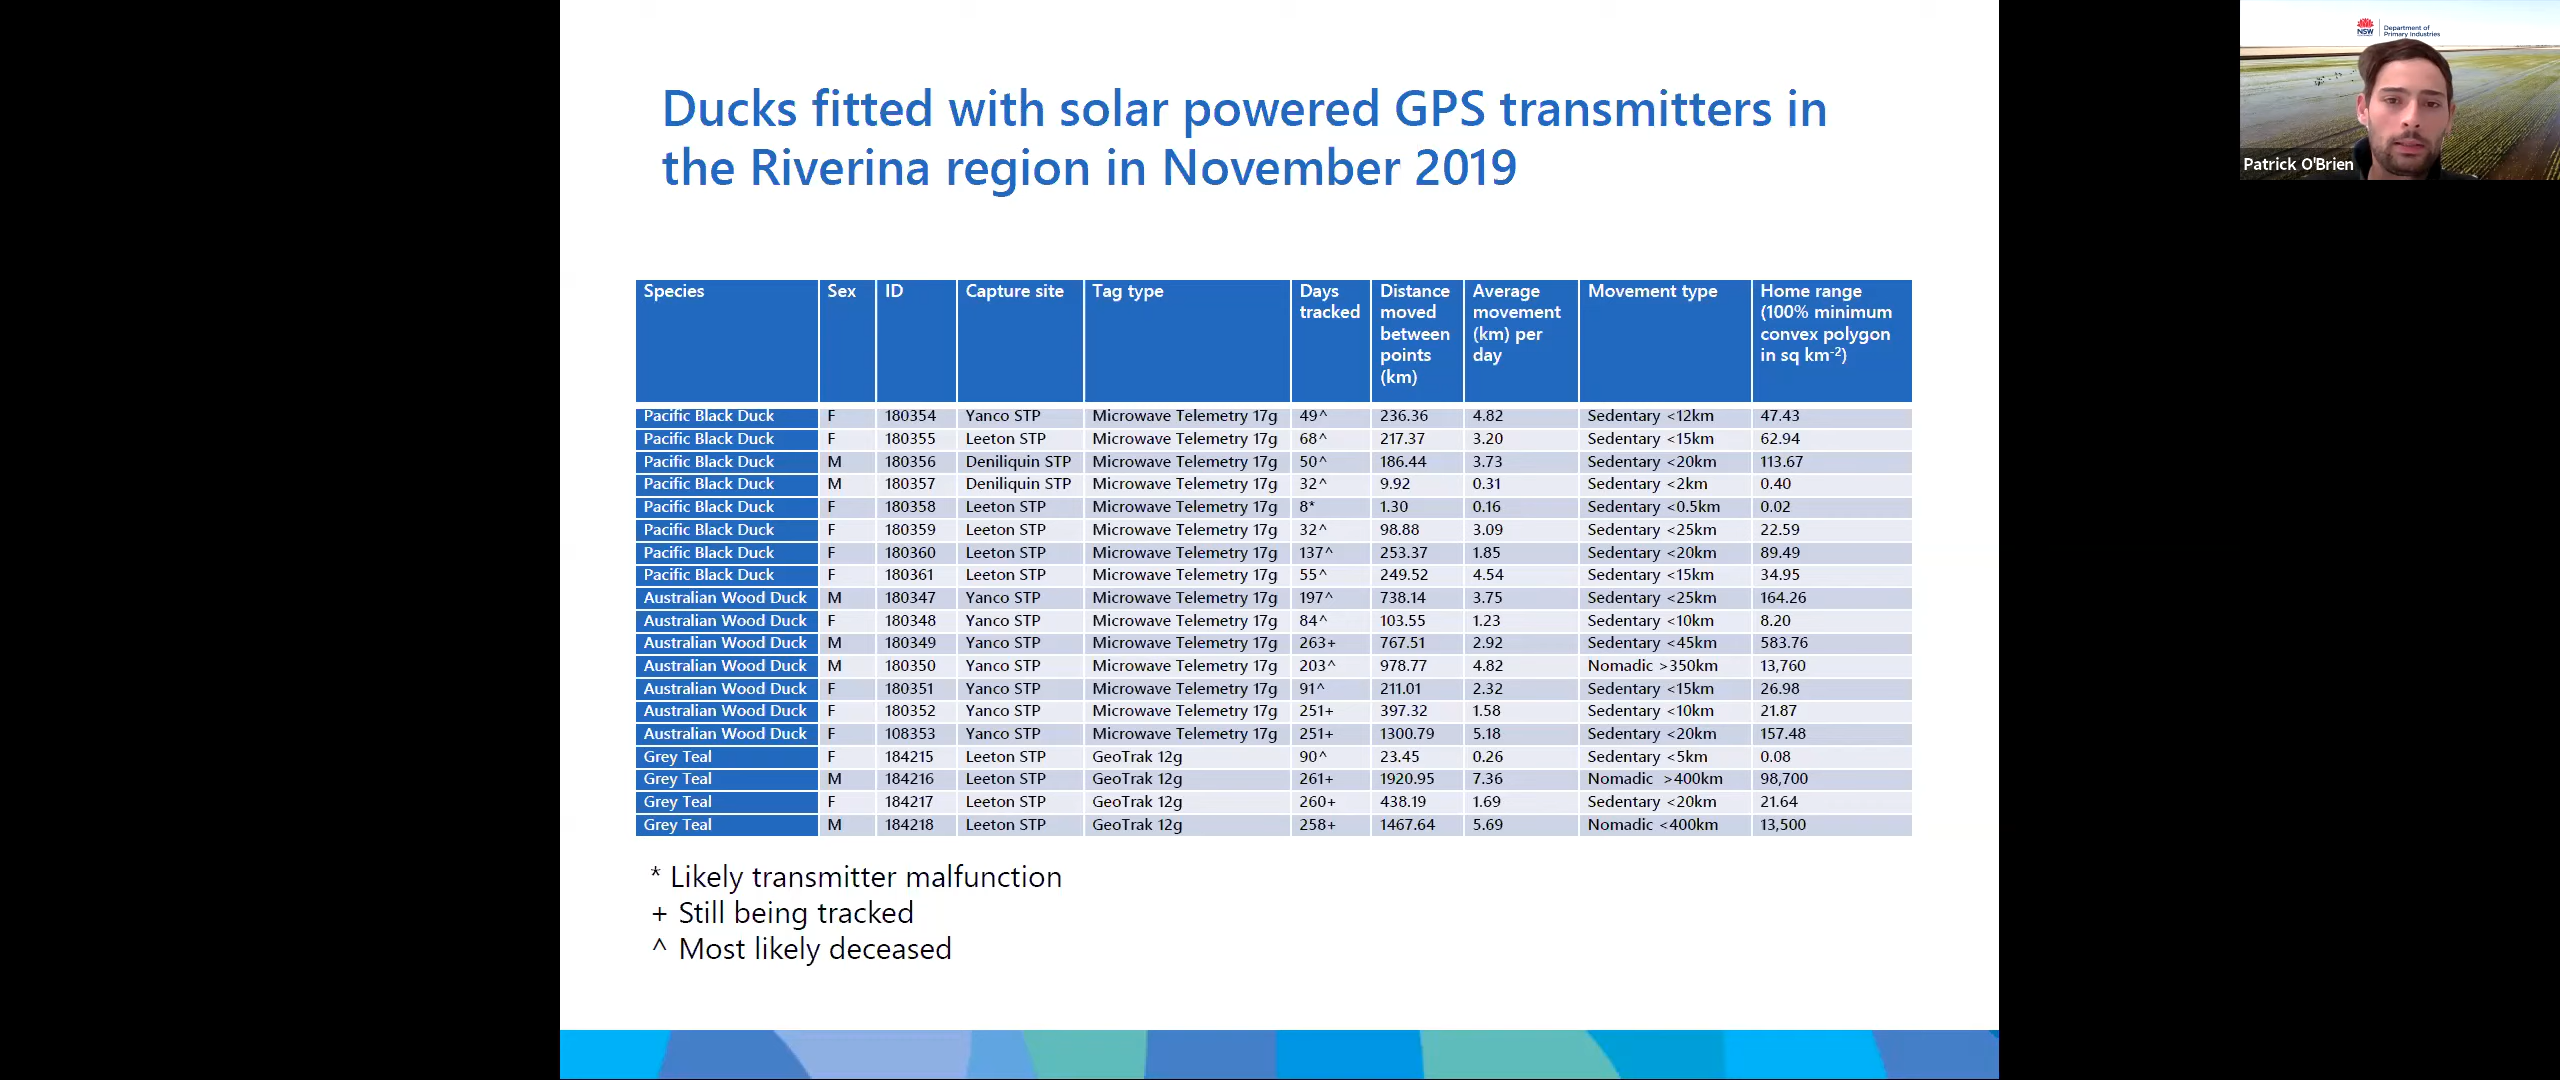 Ducks fitted with solar powered GPS transmitters in
the Riverina region in November 2019
NSW
Department of
Primary Industries
Patrick O'Brien
Species Sex ID Capture site Tag type Days tracked Distance moved between points (km) Average movement (km) per day Movement type Home range (100% minimum convex polygon in sq km-2)
Pacific Black Duck F 180354 Yanco STP Microwave Telemetry 17g 49^ 236.36 4.82 Sedentary <12km 47.43
Pacific Black Duck F 180355 Leeton STP Microwave Telemetry 17g 68^ 217.37 3.20 Sedentary <15km 62.94
Pacific Black Duck M 180356 Deniliquin STP Microwave Telemetry 17g 50^ 186.44 3.73 Sedentary <20km 113.67
Pacific Black Duck M 180357 Deniliquin STP Microwave Telemetry 17g 32^ 9.92 0.31 Sedentary <2km 0.40
Pacific Black Duck F 180358 Leeton STP Microwave Telemetry 17g 8* 1.30 0.16 Sedentary <0.5km 0.02
Pacific Black Duck F 180359 Leeton STP Microwave Telemetry 17g 32^ 98.88 3.09 Sedentary <25km 22.59
Pacific Black Duck F 180360 Leeton STP Microwave Telemetry 17g 137^ 253.37 1.85 Sedentary <20km 89.49
Pacific Black Duck F 180361 Leeton STP Microwave Telemetry 17g 55^ 249.52 4.54 Sedentary <15km 34.95
Australian Wood Duck M 180347 Yanco STP Microwave Telemetry 17g 197^ 738.14 3.75 Sedentary <25km 164.26
Australian Wood Duck F 180348 Yanco STP Microwave Telemetry 17g 84^ 103.55 1.23 Sedentary <10km 8.20
Australian Wood Duck M 180349 Yanco STP Microwave Telemetry 17g 263+ 767.51 2.92 Sedentary <45km 583.76
Australian Wood Duck M 180350 Yanco STP Microwave Telemetry 17g 203^ 978.77 4.82 Nomadic >350km 13,760
Australian Wood Duck F 180351 Yanco STP Microwave Telemetry 17g 91^ 211.01 2.32 Sedentary <15km 26.98
Australian Wood Duck F 180352 Yanco STP Microwave Telemetry 17g 251+ 397.32 1.58 Sedentary <10km 21.87
Australian Wood Duck F 108353 Yanco STP Microwave Telemetry 17g 251+ 1300.79 5.18 Sedentary <20km 157.48
Grey Teal F 184215 Leeton STP GeoTrak 12g 90^ 23.45 0.26 Sedentary <5km 0.08
Grey Teal M 184216 Leeton STP GeoTrak 12g 261+ 1920.95 7.36 Nomadic >400km 98,700
Grey Teal F 184217 Leeton STP GeoTrak 12g 260+ 438.19 1.69 Sedentary <20km 21.64
Grey Teal M 184218 Leeton STP GeoTrak 12g 258+ 1467.64 5.69 Nomadic <400km 13,500
* Likely transmitter malfunction
+ Still being tracked
^ Most likely deceased